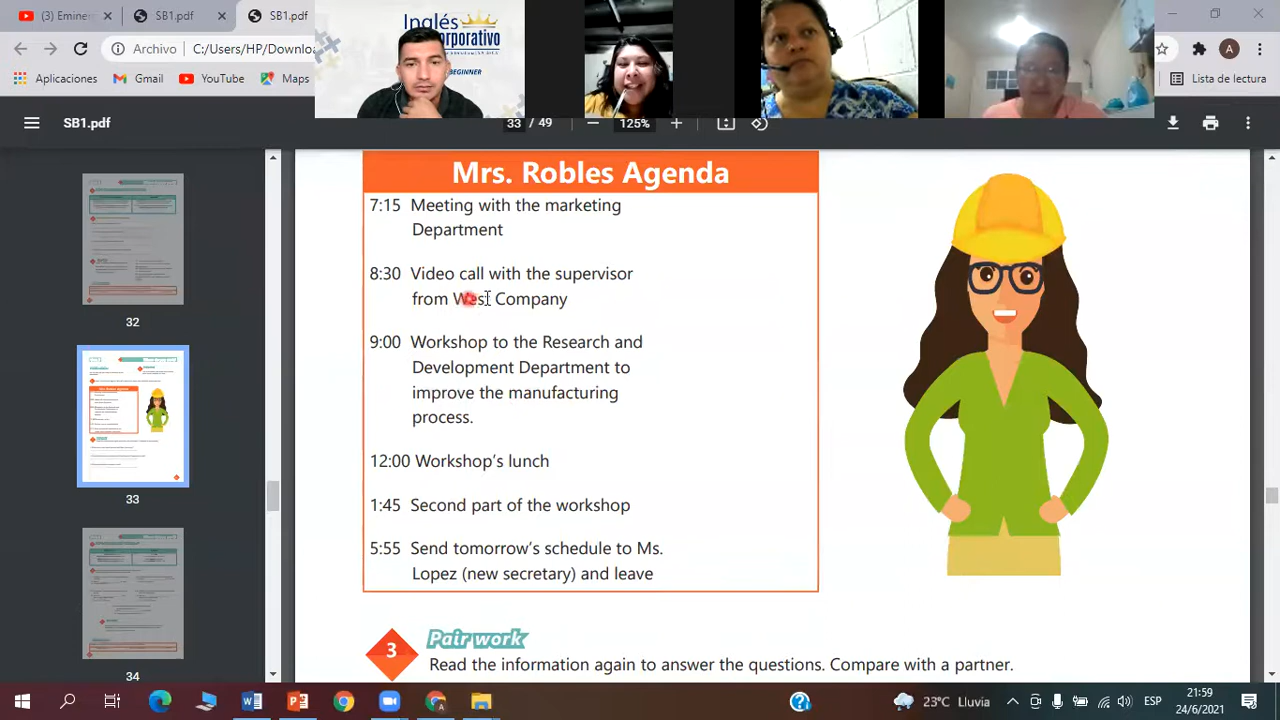 (3) Eminen
SB1.pdf
SB1.pdf
Archivo
C:/Users/HP/Downlo
Aplicaciones
Gmail
YouTube
Maps
Lista de lectura
A
Inglés
orporativo
BEGINNER
SB1.pdf
33 / 49
125%
32
33
34
Mrs. Robles Agenda
7:15 Meeting with the marketing
Department
8:30 Video call with the supervisor
from West Company
9:00 Workshop to the Research and
Development Department to
improve the manufacturing
process.
12:00 Workshop's lunch
1:45 Second part of the workshop
5:55 Send tomorrow's schedule to Ms.
Lopez (new secretary) and leave
3
Pair work
Read the information again to answer the questions. Compare with a partner.
23°C Lluvia
ESP
21:59
24/6/2021